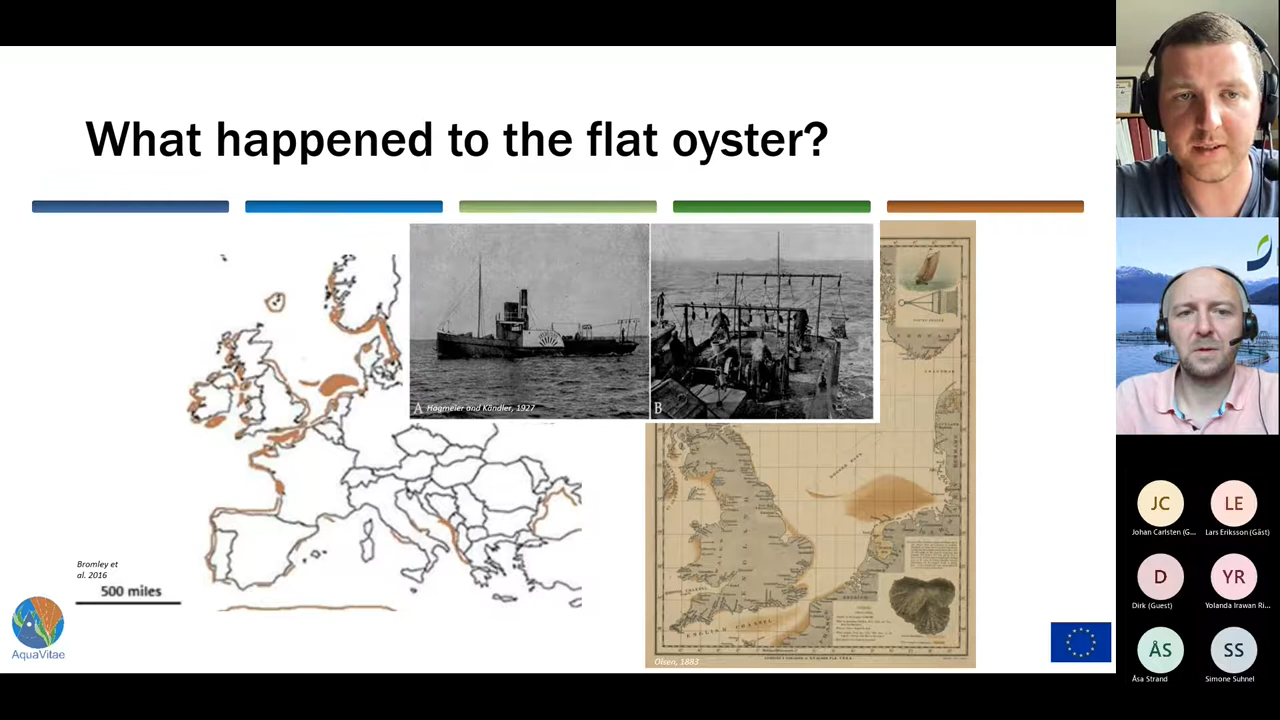 What happened to the flat oyster?
A Hagmeier and Kändler, 1927
B
Bromley et
al. 2016
500 miles
AquaVitae
ENGLISH CHANNEL
Olsen, 1883
JC
LE
Johan Carlsten (G...
Lars Eriksson (Gäst)
D
YR
Dirk (Guest)
Yolanda Irawan Ri...
ÅS
SS
Åsa Strand
Simone Suhnel